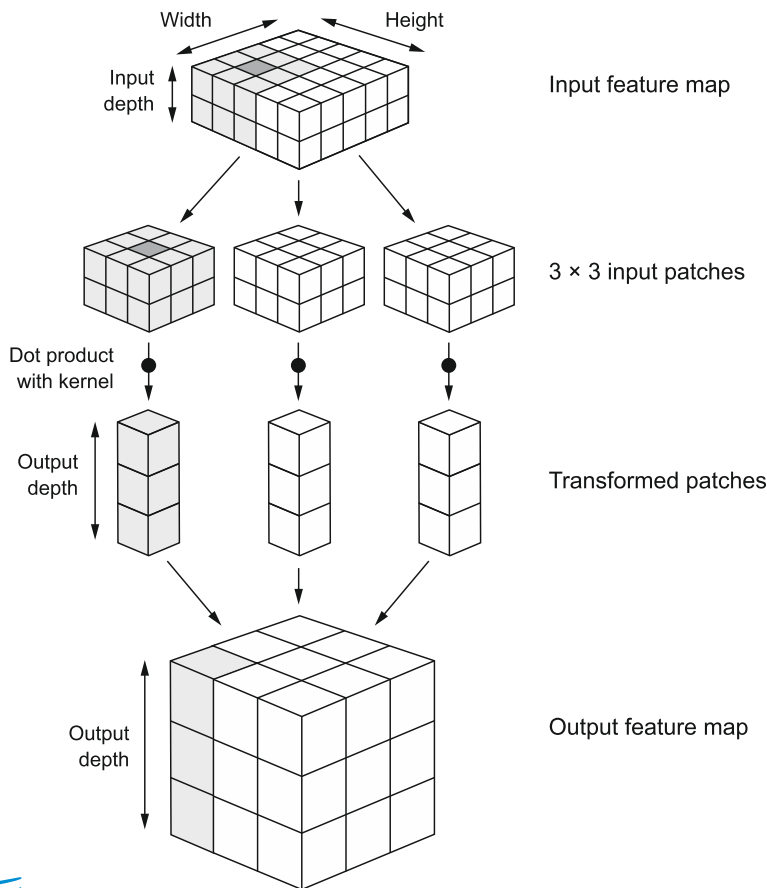 Width
Height
Input
depth
Input feature map
3 × 3 input patches
Dot product
with kernel
Output
depth
Transformed patches
Output
depth
Output feature map